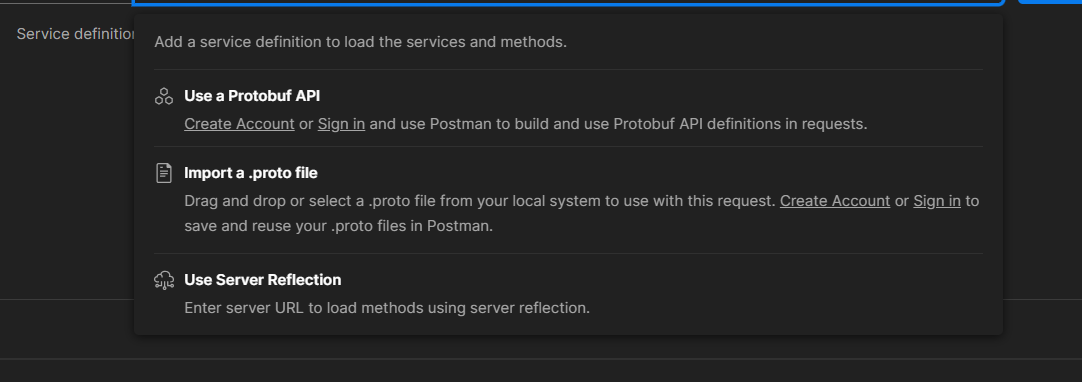 Service definition
Add a service definition to load the services and methods.
Use a Protobuf API
Create Account or Sign in and use Postman to build and use Protobuf API definitions in requests.
Import a .proto file
Drag and drop or select a .proto file from your local system to use with this request. Create Account or Sign in to
save and reuse your .proto files in Postman.
Use Server Reflection
Enter server URL to load methods using server reflection.